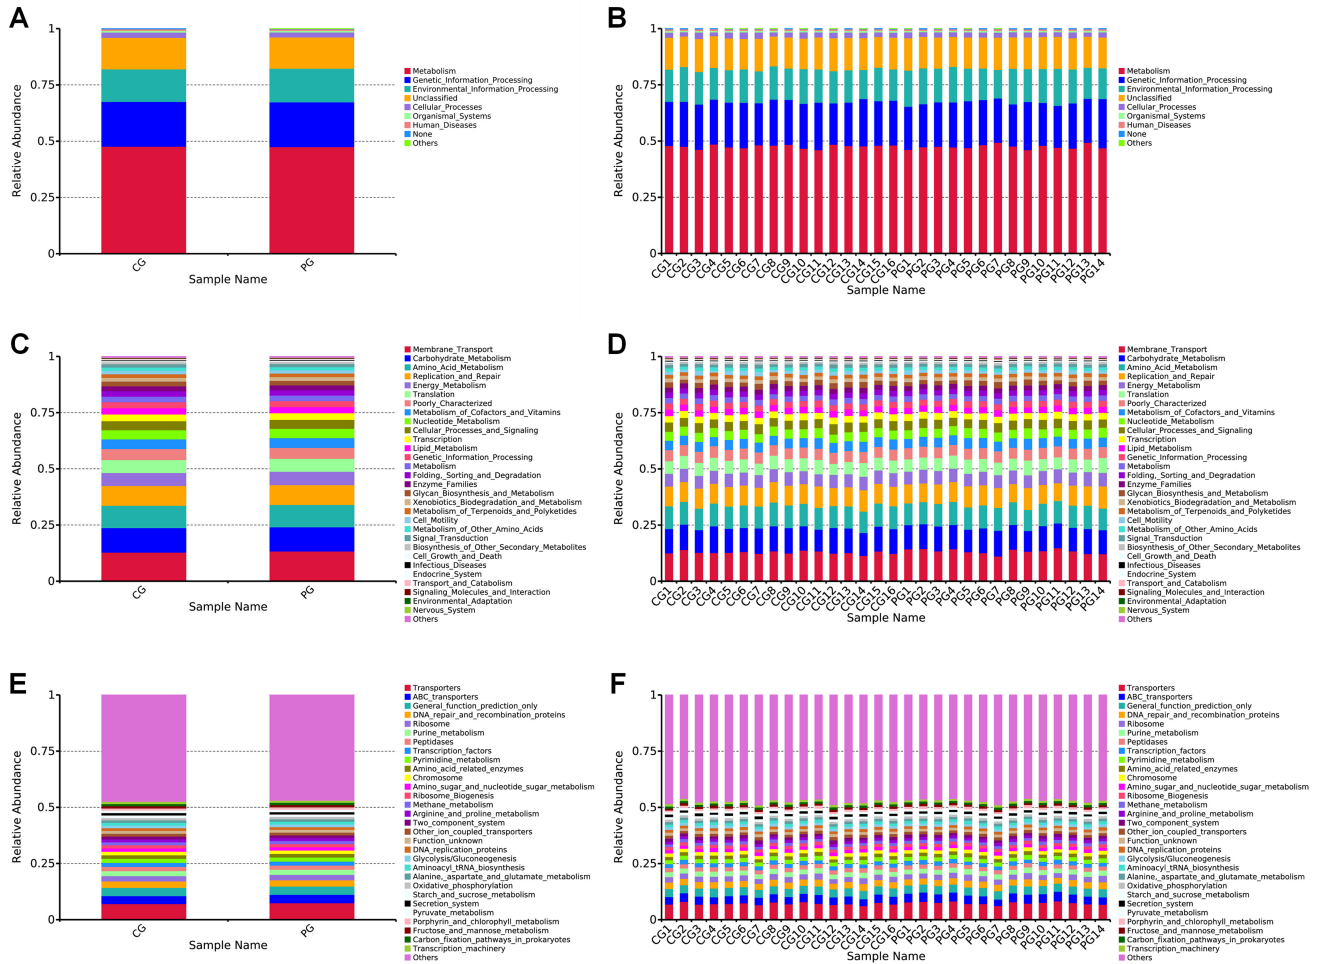 A
1
0.75
0.5
0.25
0
Relative Abundance
CG
PG
Sample Name
Metabolism
Genetic_Information_Processing
Environmental_Information_Processing
Unclassified
Cellular_Processes
Organismal_Systems
Human_Diseases
None
Others
B
1
0.75
0.5
0.25
0
Relative Abundance
CG1
CG2
CG3
CG4
CG5
CG6
CG7
CG8
CG9
CG10
CG11
CG12
CG13
CG14
CG15
CG16
PG1
PG2
PG3
PG4
PG5
PG6
PG7
PG8
PG9
PG10
PG11
PG12
PG13
PG14
Sample Name
Metabolism
Genetic_Information_Processing
Environmental_Information_Processing
Unclassified
Cellular_Processes
Organismal_Systems
Human_Diseases
None
Others
C
1
0.75
0.5
0.25
0
Relative Abundance
CG
PG
Sample Name
Membrane_Transport
Carbohydrate_Metabolism
Amino_Acid_Metabolism
Replication_and_Repair
Energy_Metabolism
Translation
Poorly_Characterized
Metabolism_of_Cofactors_and_Vitamins
Nucleotide_Metabolism
Cellular_Processes_and_Signaling
Transcription
Lipid_Metabolism
Genetic_Information_Processing
Metabolism
Folding,_Sorting_and_Degradation
Enzyme_Families
Glycan_Biosynthesis_and_Metabolism
Xenobiotics_Biodegradation_and_Metabolism
Metabolism_of_Terpenoids_and_Polyketides
Cell_Motility
Metabolism_of_Other_Amino_Acids
Signal_Transduction
Biosynthesis_of_Other_Secondary_Metabolites
Cell_Growth_and_Death
Infectious_Diseases
Endocrine_System
Transport_and_Catabolism
Signaling_Molecules_and_Interaction
Environmental_Adaptation
Nervous_System
Others
D
1
0.75
0.5
0.25
0
Relative Abundance
CG1
CG2
CG3
CG4
CG5
CG6
CG7
CG8
CG9
CG10
CG11
CG12
CG13
CG14
CG15
CG16
PG1
PG2
PG3
PG4
PG5
PG6
PG7
PG8
PG9
PG10
PG11
PG12
PG13
PG14
Sample Name
Membrane_Transport
Carbohydrate_Metabolism
Amino_Acid_Metabolism
Replication_and_Repair
Energy_Metabolism
Translation
Poorly_Characterized
Metabolism_of_Cofactors_and_Vitamins
Nucleotide_Metabolism
Cellular_Processes_and_Signaling
Transcription
Lipid_Metabolism
Genetic_Information_Processing
Metabolism
Folding,_Sorting_and_Degradation
Enzyme_Families
Glycan_Biosynthesis_and_Metabolism
Xenobiotics_Biodegradation_and_Metabolism
Metabolism_of_Terpenoids_and_Polyketides
Cell_Motility
Metabolism_of_Other_Amino_Acids
Signal_Transduction
Biosynthesis_of_Other_Secondary_Metabolites
Cell_Growth_and_Death
Infectious_Diseases
Endocrine_System
Transport_and_Catabolism
Signaling_Molecules_and_Interaction
Environmental_Adaptation
Nervous_System
Others
E
1
0.75
0.5
0.25
0
Relative Abundance
CG
PG
Sample Name
Transporters
ABC_transporters
General_function_prediction_only
DNA_repair_and_recombination_proteins
Ribosome
Purine_metabolism
Peptidases
Transcription_factors
Pyrimidine_metabolism
Amino_acid_related_enzymes
Chromosome
Amino_sugar_and_nucleotide_sugar_metabolism
Ribosome_Biogenesis
Methane_metabolism
Arginine_and_proline_metabolism
Two_component_system
Other_ion_coupled_transporters
Function_unknown
DNA_replication_proteins
Glycolysis/Gluconeogenesis
Aminoacyl_tRNA_biosynthesis
Alanine,_aspartate_and_glutamate_metabolism
Oxidative_phosphorylation
Starch_and_sucrose_metabolism
Secretion_system
Pyruvate_metabolism
Porphyrin_and_chlorophyll_metabolism
Fructose_and_mannose_metabolism
Carbon_fixation_pathways_in_prokaryotes
Transcription_machinery
Others
F
1
0.75
0.5
0.25
0
Relative Abundance
CG1
CG2
CG3
CG4
CG5
CG6
CG7
CG8
CG9
CG10
CG11
CG12
CG13
CG14
CG15
CG16
PG1
PG2
PG3
PG4
PG5
PG6
PG7
PG8
PG9
PG10
PG11
PG12
PG13
PG14
Sample Name
Transporters
ABC_transporters
General_function_prediction_only
DNA_repair_and_recombination_proteins
Ribosome
Purine_metabolism
Peptidases
Transcription_factors
Pyrimidine_metabolism
Amino_acid_related_enzymes
Chromosome
Amino_sugar_and_nucleotide_sugar_metabolism
Ribosome_Biogenesis
Methane_metabolism
Arginine_and_proline_metabolism
Two_component_system
Other_ion_coupled_transporters
Function_unknown
DNA_replication_proteins
Glycolysis/Gluconeogenesis
Aminoacyl_tRNA_biosynthesis
Alanine,_aspartate_and_glutamate_metabolism
Oxidative_phosphorylation
Starch_and_sucrose_metabolism
Secretion_system
Pyruvate_metabolism
Porphyrin_and_chlorophyll_metabolism
Fructose_and_mannose_metabolism
Carbon_fixation_pathways_in_prokaryotes
Transcription_machinery
Others